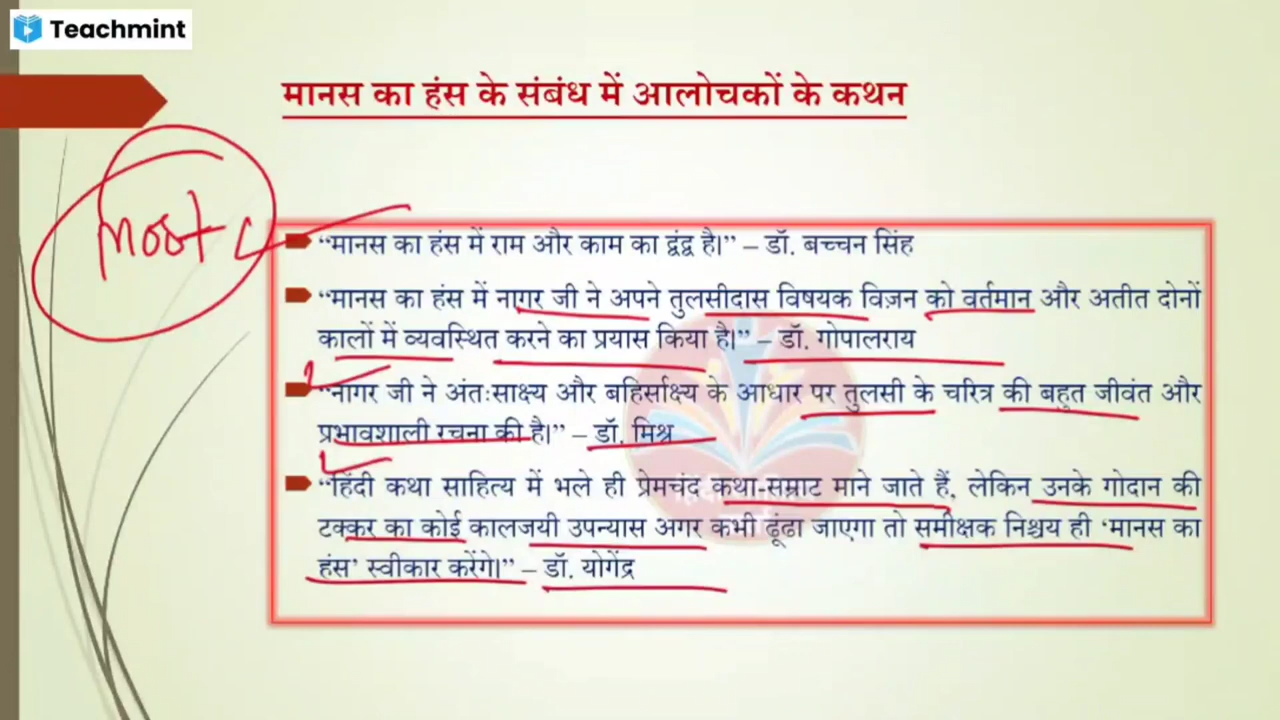 Teachmint
मानस का हंस के संबंध में आलोचकों के कथन
most
“मानस का हंस में राम और काम का द्वंद्व है।” – डॉ. बच्चन सिंह
“मानस का हंस में नागर जी ने अपने तुलसीदास विषयक विज़न को वर्तमान और अतीत दोनों
कालों में व्यवस्थित करने का प्रयास किया है।” – डॉ. गोपालराय
“नागर जी ने अंतःसाक्ष्य और बहिर्साक्ष्य के आधार पर तुलसी के चरित्र की बहुत जीवंत और
प्रभावशाली रचना की है।” – डॉ. मिश्र
“हिंदी कथा साहित्य में भले ही प्रेमचंद कथा-सम्राट माने जाते हैं, लेकिन उनके गोदान की
टक्कर का कोई कालजयी उपन्यास अगर कभी ढूंढा जाएगा तो समीक्षक निश्चय ही ‘मानस का
हंस’ स्वीकार करेंगे।” – डॉ. योगेंद्र